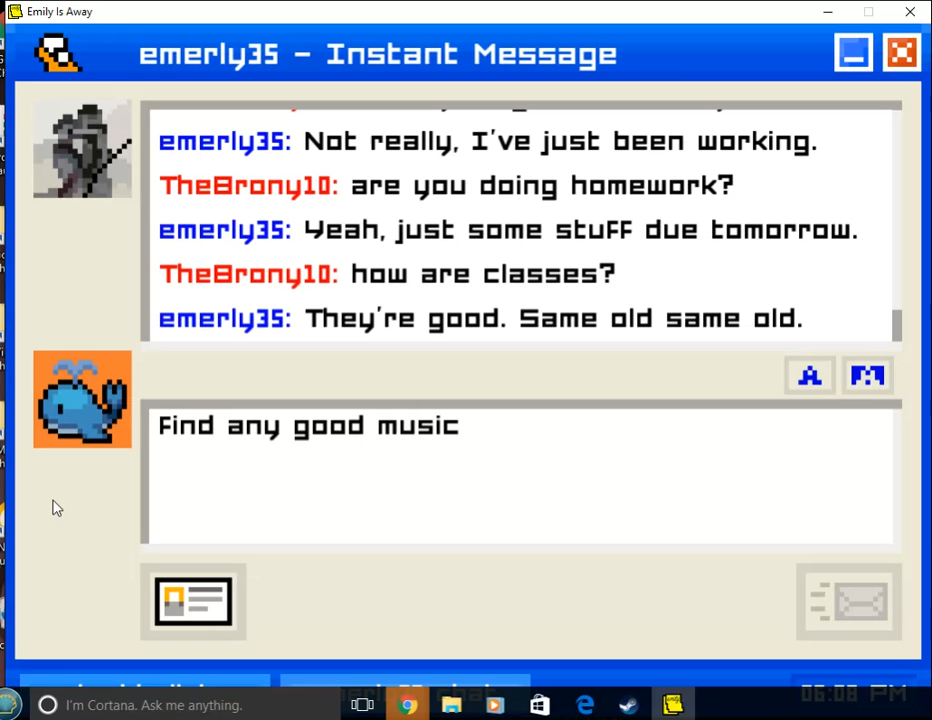 Emily Is Away
emerly35 - Instant Message
emerly35: Not really, I've just been working.
TheBrony10: are you doing homework?
emerly35: Yeah, just some stuff due tomorrow.
TheBrony10: how are classes?
emerly35: They're good. Same old same old.
A M
Find any good music
I'm Cortana. Ask me anything.
06:08 PM